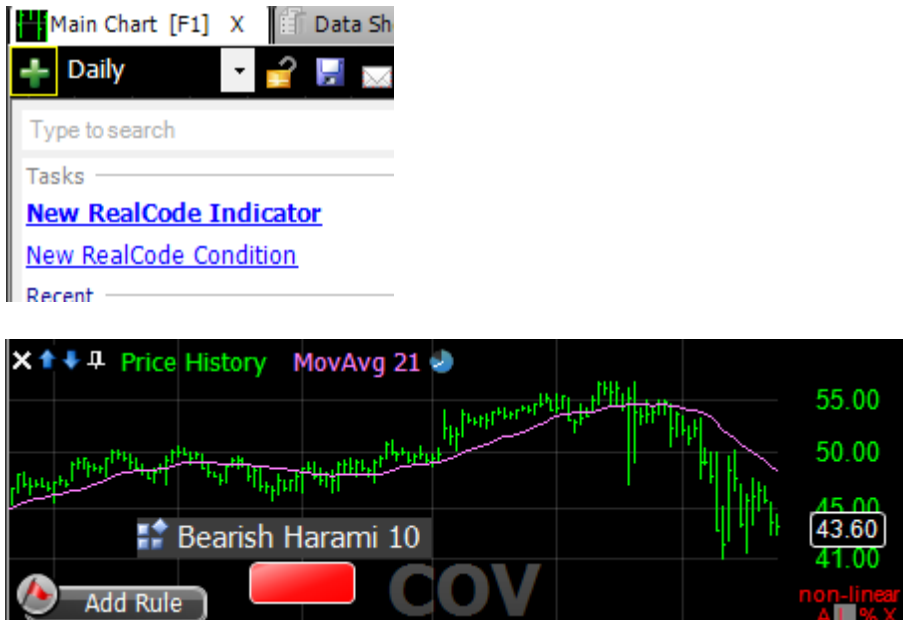 Main Chart [F1] X Data Sh
Daily
Type to search
Tasks
New RealCode Indicator
New RealCode Condition
Recent
Price History MovAvg 21
55.00
50.00
45.00
Bearish Harami 10
43.60
41.00
COV
Add Rule
non-linear
A L % X